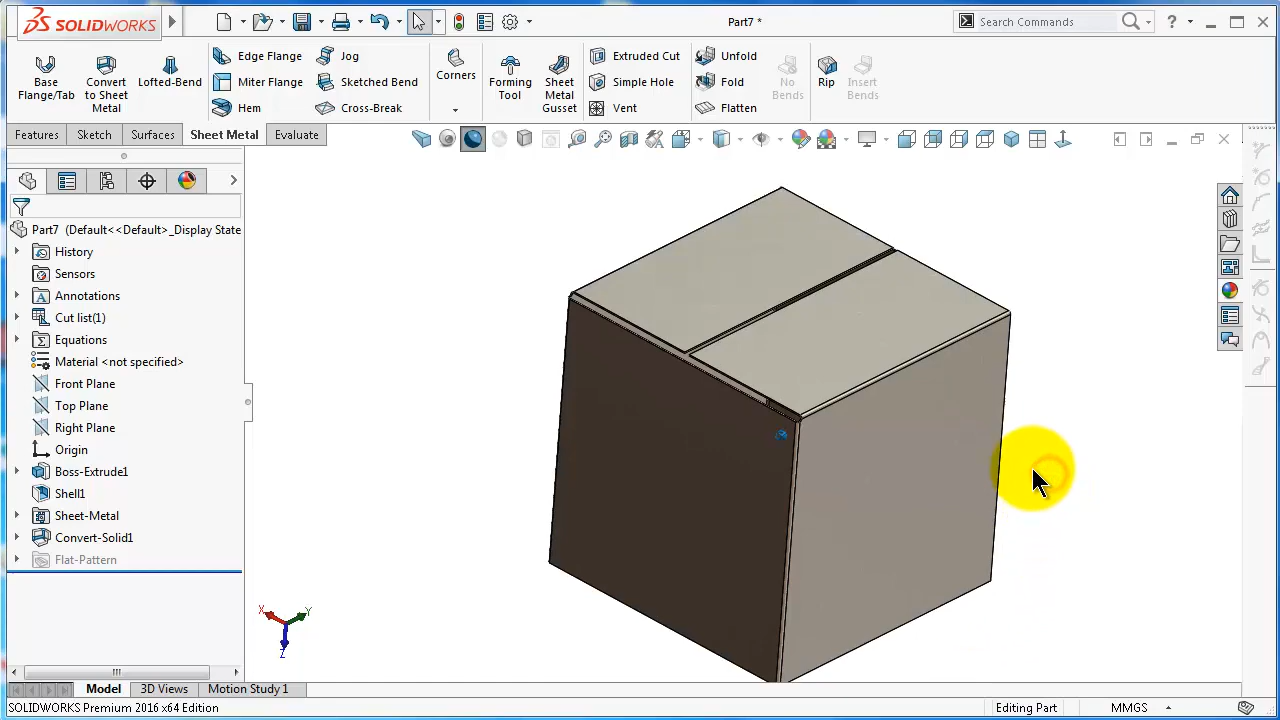 SOLIDWORKS
Part7 *
Search Commands
Base Flange/Tab
Convert to Sheet Metal
Lofted-Bend
Edge Flange
Miter Flange
Hem
Jog
Sketched Bend
Cross-Break
Corners
Forming Tool
Sheet Metal Gusset
Extruded Cut
Simple Hole
Vent
Unfold
Fold
Flatten
No Bends
Rip
Insert Bends
Features
Sketch
Surfaces
Sheet Metal
Evaluate
Part7 (Default<<Default>_Display State
History
Sensors
Annotations
Cut list(1)
Equations
Material <not specified>
Front Plane
Top Plane
Right Plane
Origin
Boss-Extrude1
Shell1
Sheet-Metal
Convert-Solid1
Flat-Pattern
X
Y
Z
Model
3D Views
Motion Study 1
SOLIDWORKS Premium 2016 x64 Edition
Editing Part
MMGS